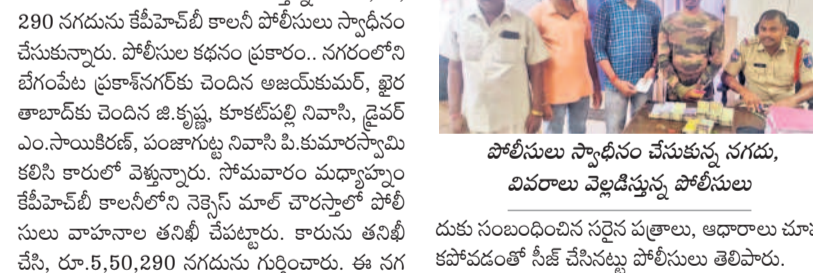 290 నగదును కేపీహెచ్‌బీ కాలనీ పోలీసులు స్వాధీనం
చేసుకున్నారు. పోలీసుల కథనం ప్రకారం.. నగరంలోని
బేగంపేట ప్రకాశ్‌నగర్‌కు చెందిన అజయ్‌కుమర్, ఖైర
తాబాద్‌కు చెందిన జి.కృష్ణ, కూకట్‌పల్లి నివాసి, డ్రైవర్
ఎం.సాయికిరణ్, పంజాగుట్ట నివాసి పి.కుమారస్వామి
కలిసి కారులో వెళ్తున్నారు. సోమవారం మధ్యాహ్నం
కేపీహెచ్‌బీ కాలనీలోని నెక్సెస్ మాల్ చౌరస్తాలో పోలీ
సులు వాహనాల తనిఖీ చేపట్టారు. కారును తనిఖీ
చేసి, రూ.5,50,290 నగదును గుర్తించారు. ఈ నగ
పోలీసులు స్వాధీనం చేసుకున్న నగదు,
వివరాలు వెల్లడిస్తున్న పోలీసులు
దుకు సంబంధించిన సరైన పత్రాలు, ఆధారాలు చూప
కపోవడంతో సీజ్ చేసినట్టు పోలీసులు తెలిపారు.